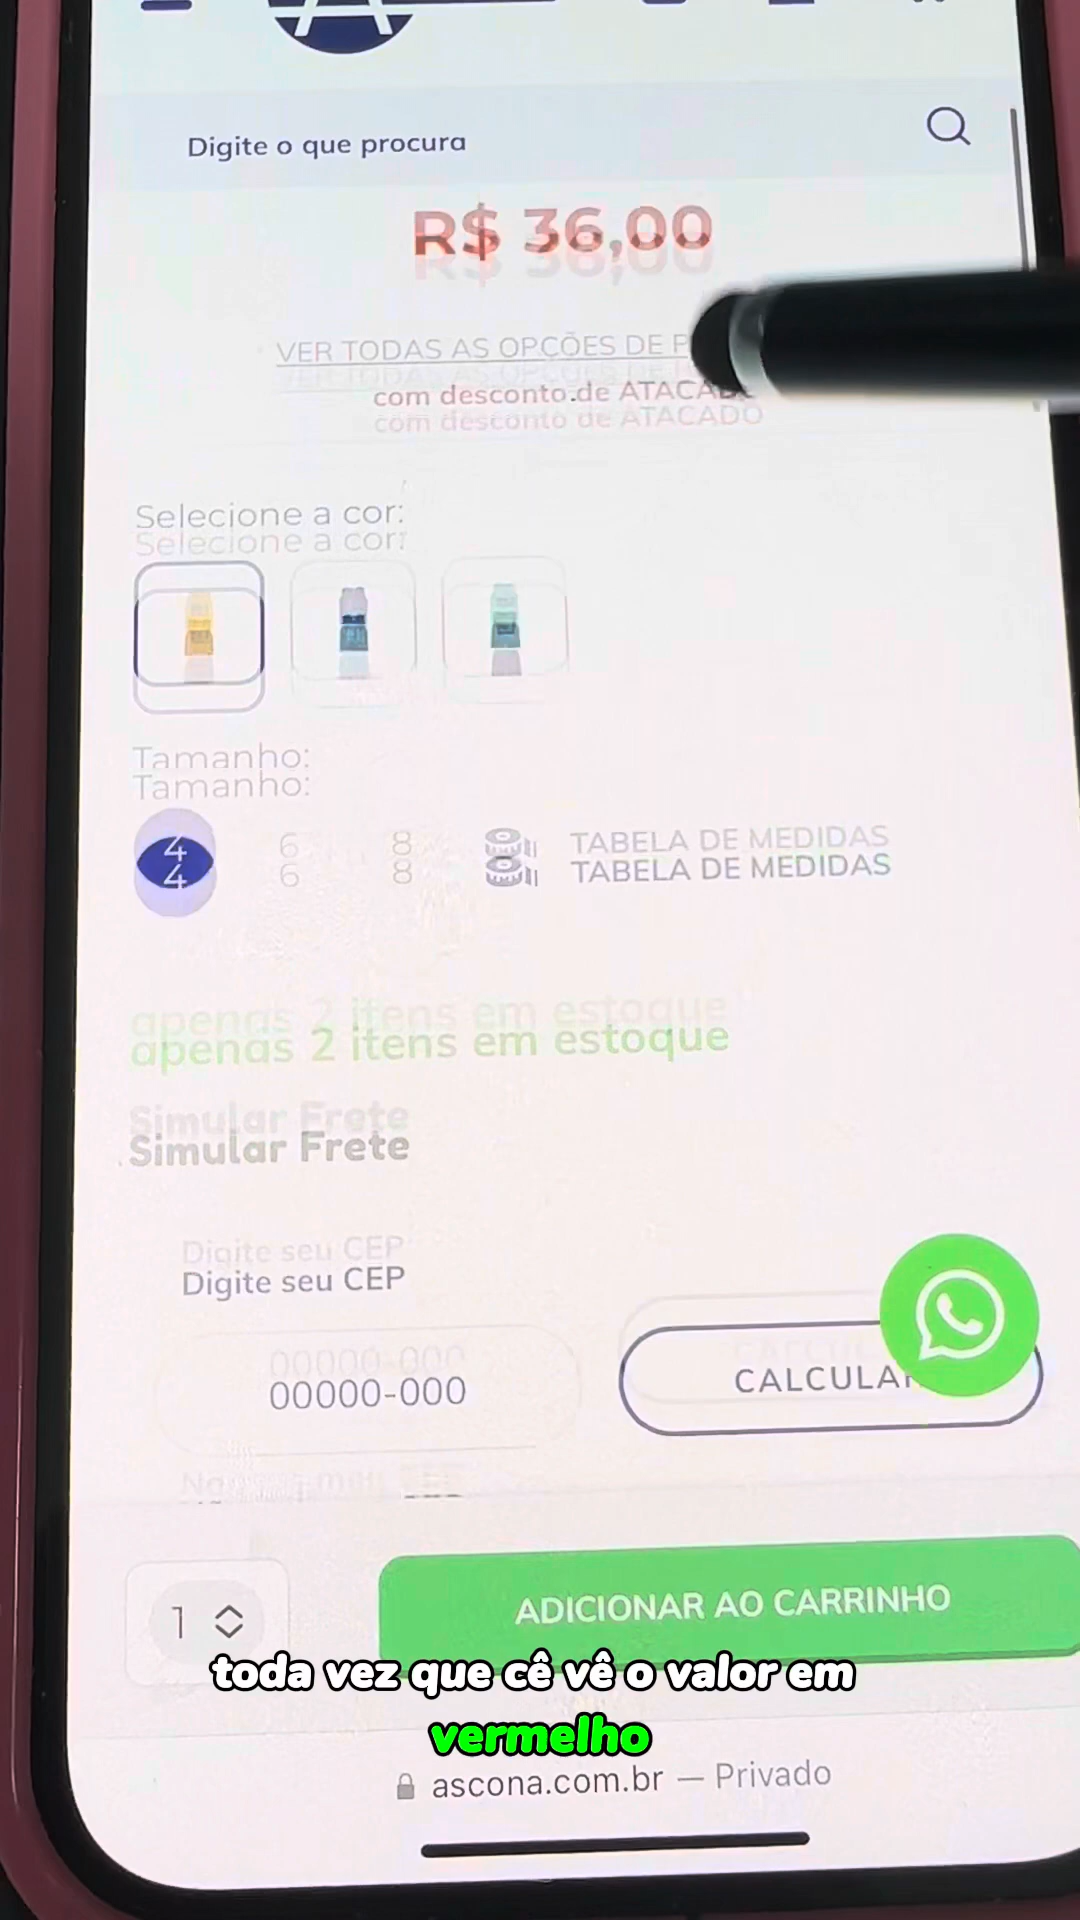 Digite o que procura
R$ 36,00
VER TODAS AS OPÇÕES DE P
com desconto de ATACADO
Selecione a cor:
Tamanho:
4 6 8 TABELA DE MEDIDAS
apenas 2 itens em estoque
Simular Frete
Digite seu CEP
00000-000
CALCULAR
1
ADICIONAR AO CARRINHO
toda vez que cê vê o valor em
vermelho
ascona.com.br — Privado